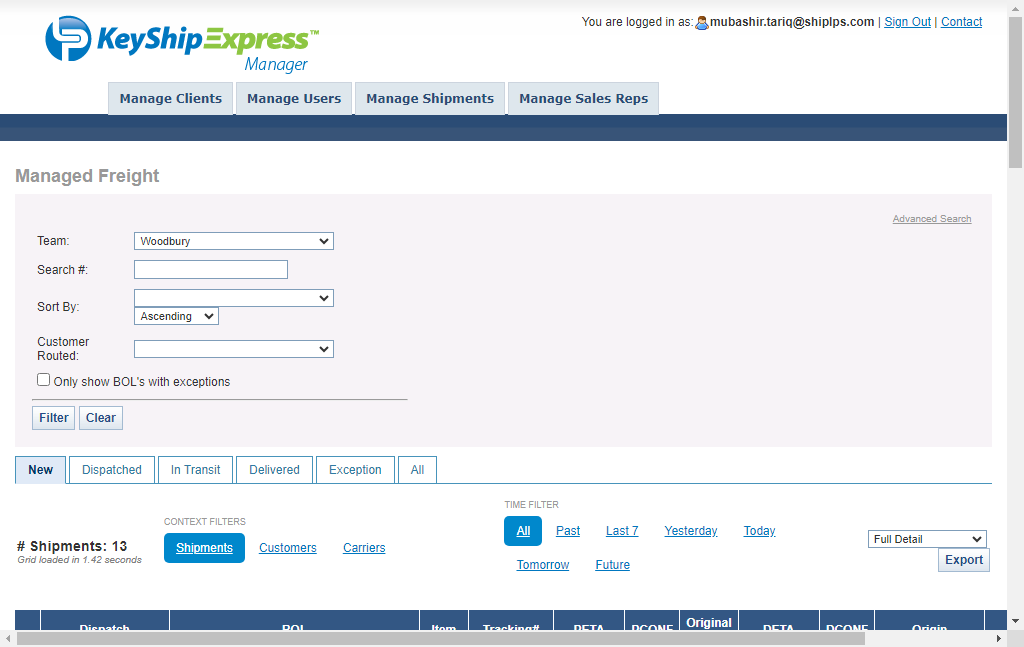 You are logged in as: mubashir.tariq@shiplps.com | Sign Out | Contact
KeyShipExpress™
Manager
Manage Clients Manage Users Manage Shipments Manage Sales Reps
Managed Freight
Advanced Search
Team: Woodbury
Search #:
Sort By:
Ascending
Customer
Routed:
Only show BOL's with exceptions
Filter Clear
New Dispatched In Transit Delivered Exception All
# Shipments: 13
Grid loaded in 1.42 seconds
CONTEXT FILTERS
Shipments Customers Carriers
TIME FILTER
All Past Last 7 Yesterday Today
Tomorrow Future
Full Detail
Export
Dispatch BOL Item Tracking# PETA PCONF Original DETA DCONF Origin